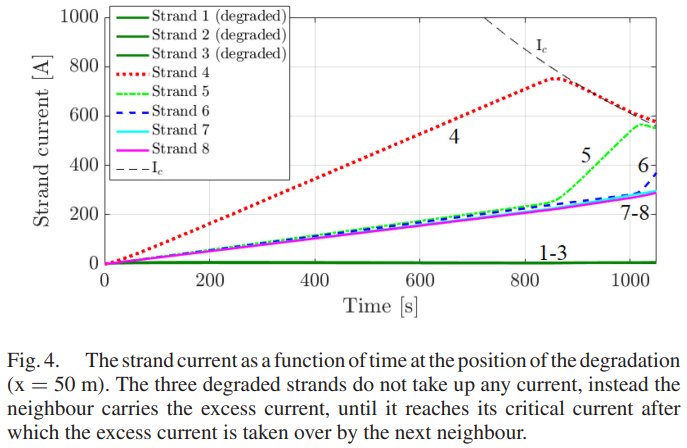 1000
800
600
400
200
0
Strand current [A]
Strand 1 (degraded)
Strand 2 (degraded)
Strand 3 (degraded)
Strand 4
Strand 5
Strand 6
Strand 7
Strand 8
I_c
I_c
4
5
6
7-8
1-3
0 200 400 600 800 1000
Time [s]
Fig. 4. The strand current as a function of time at the position of the degradation
(x = 50 m). The three degraded strands do not take up any current, instead the
neighbour carries the excess current, until it reaches its critical current after
which the excess current is taken over by the next neighbour.